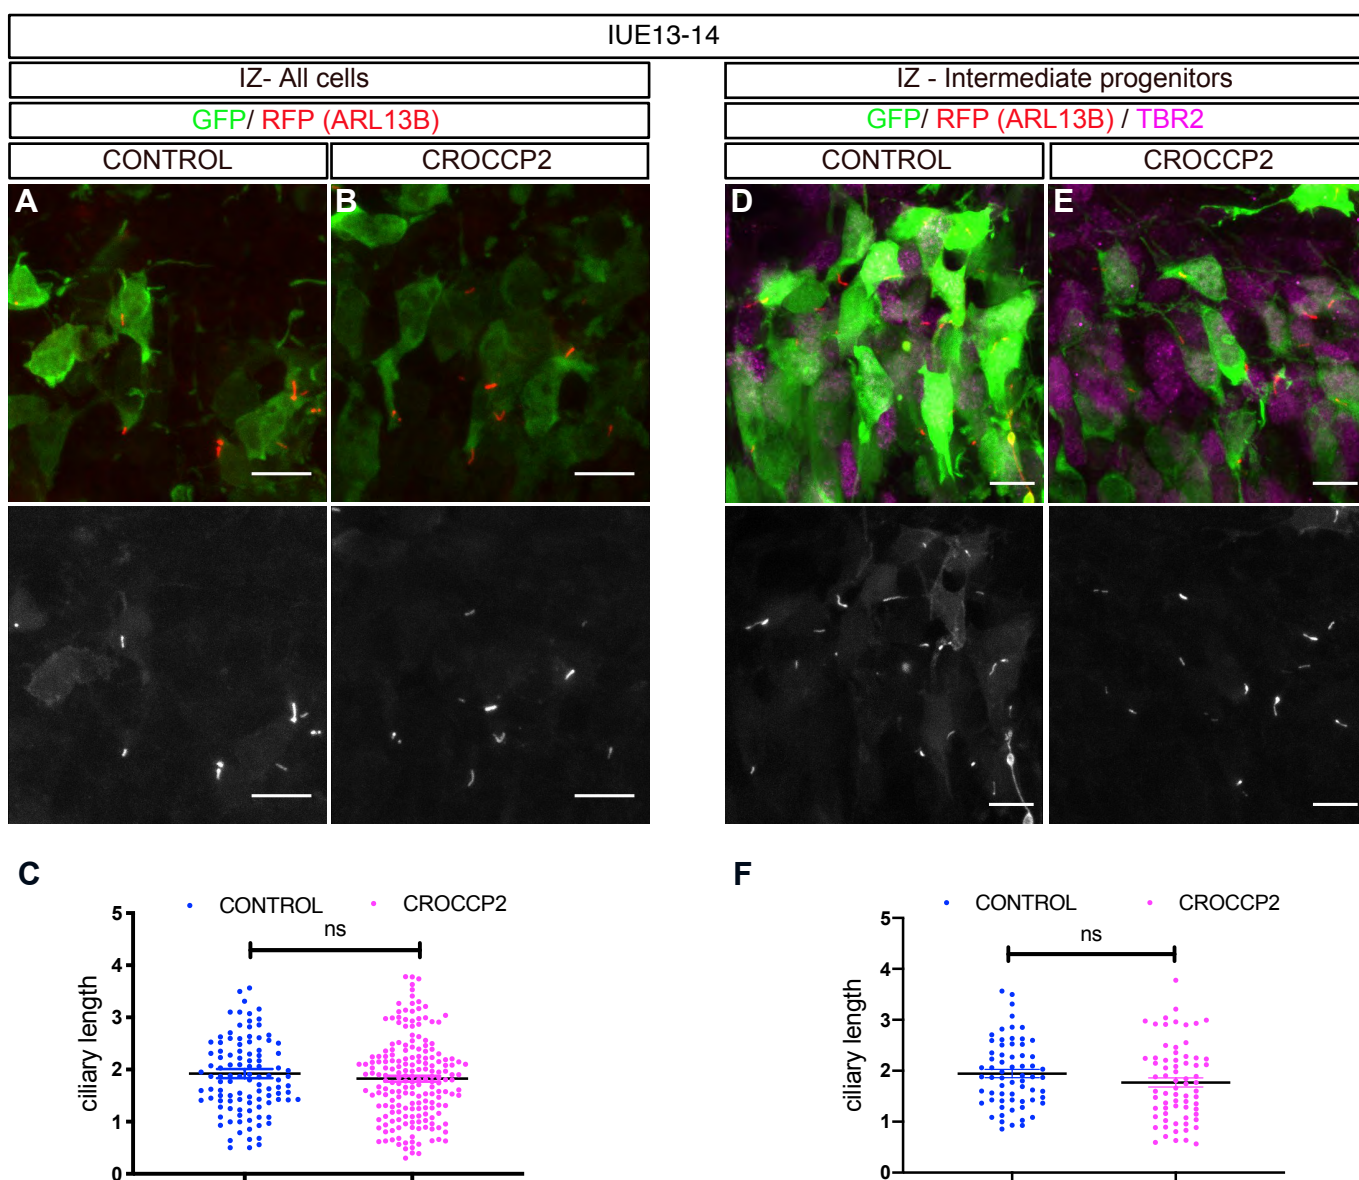 IUE13-14
IZ- All cells
IZ - Intermediate progenitors
GFP/ RFP (ARL13B)
GFP/ RFP (ARL13B) / TBR2
CONTROL
CROCCP2
CONTROL
CROCCP2
A
B
D
E
C
CONTROL
CROCCP2
ns
5
4
3
2
1
0
ciliary length
F
CONTROL
CROCCP2
ns
5
4
3
2
1
0
ciliary length